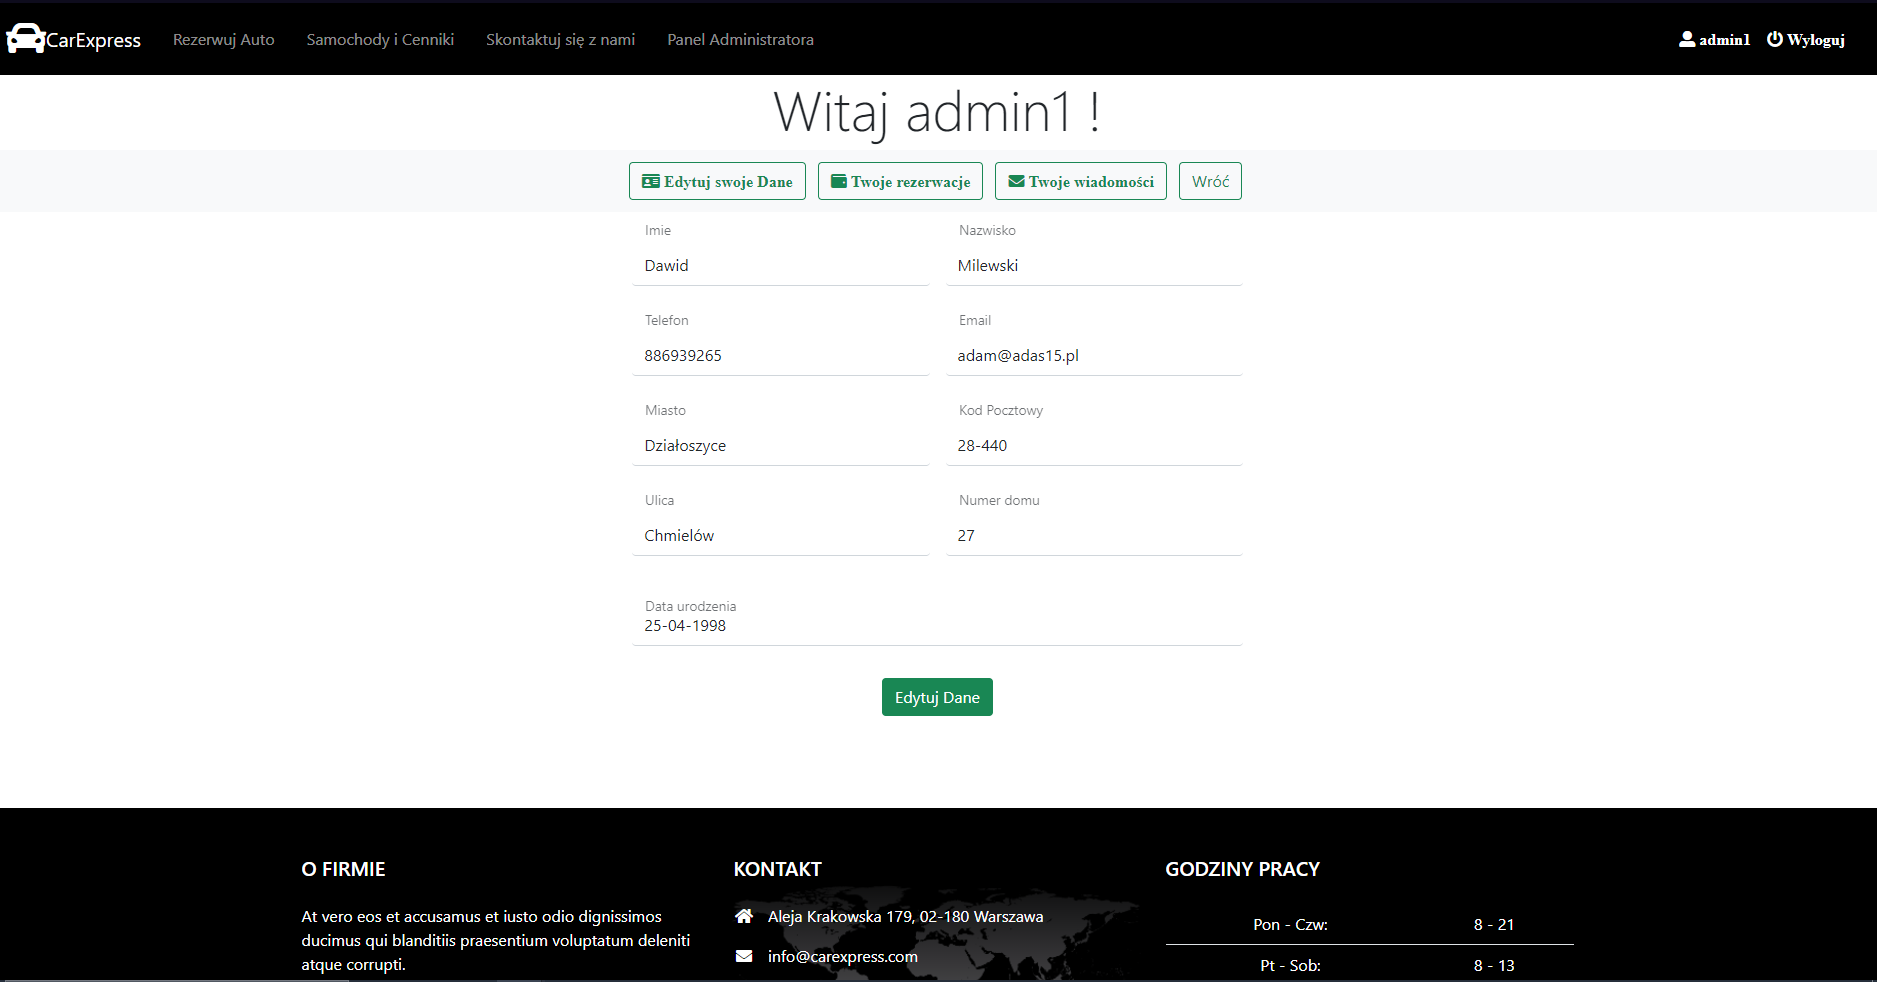 CarExpress Rezerwuj Auto Samochody i Cenniki Skontaktuj się z nami Panel Administratora admin1 Wyloguj
Witaj admin1 !
Edytuj swoje Dane Twoje rezerwacje Twoje wiadomości Wróć
Imie Nazwisko
Dawid Milewski
Telefon Email
886939265 adam@adas15.pl
Miasto Kod Pocztowy
Działoszyce 28-440
Ulica Numer domu
Chmielów 27
Data urodzenia
25-04-1998
Edytuj Dane
O FIRMIE
At vero eos et accusamus et iusto odio dignissimos
ducimus qui blanditiis praesentium voluptatum deleniti
atque corrupti.
KONTAKT
Aleja Krakowska 179, 02-180 Warszawa
info@carexpress.com
GODZINY PRACY
Pon - Czw: 8 - 21
Pt - Sob: 8 - 13